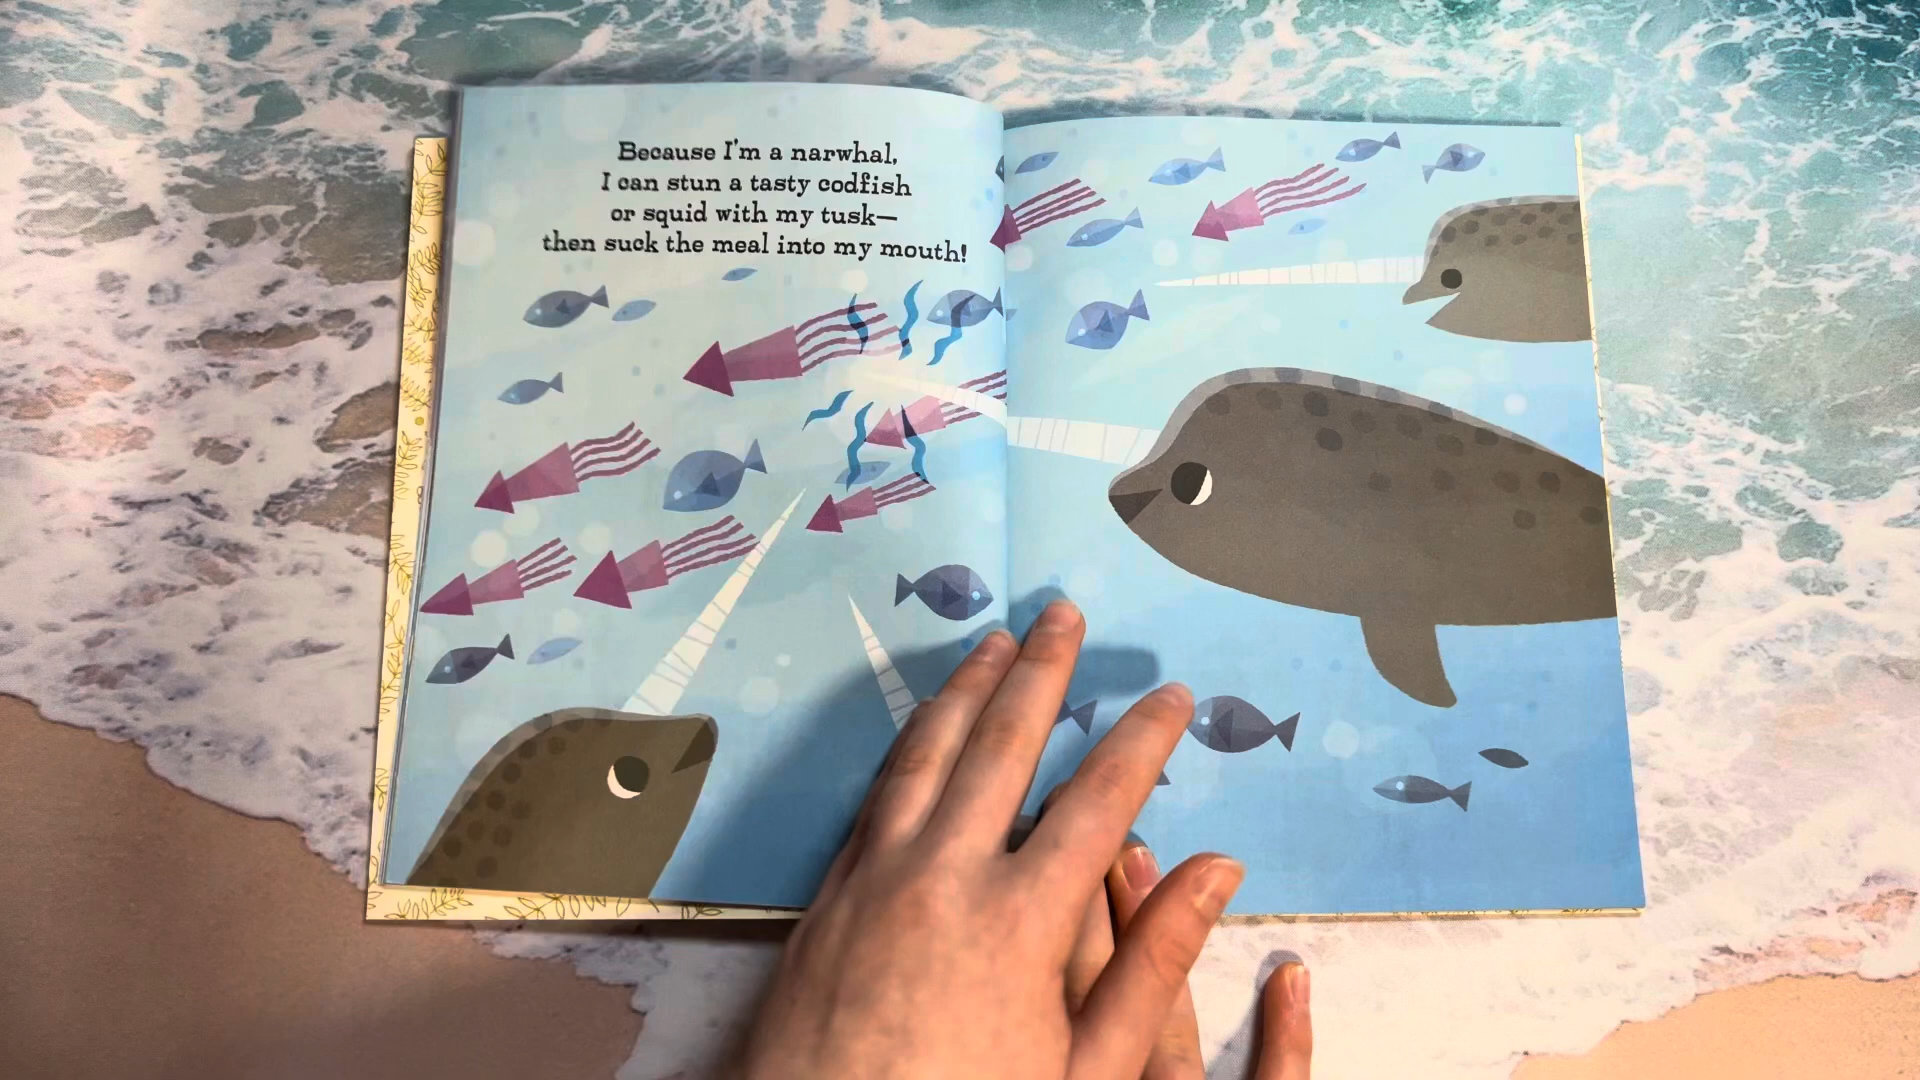 Because I'm a narwhal,
I can stun a tasty codfish
or squid with my tusk—
then suck the meal into my mouth!